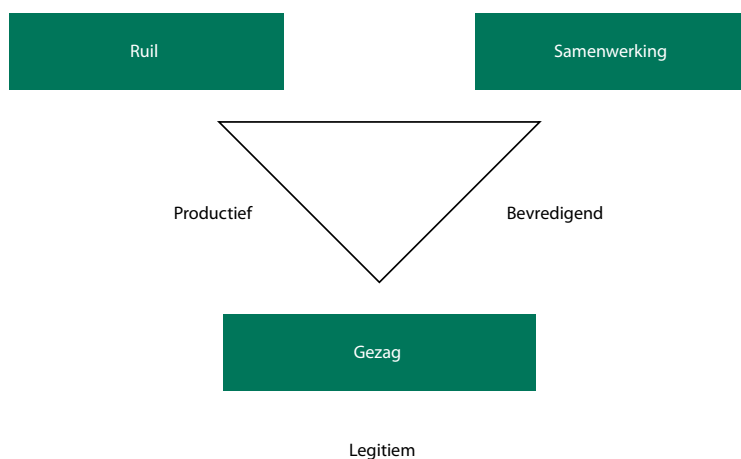 Ruil
Samenwerking
Productief
Bevredigend
Gezag
Legitiem